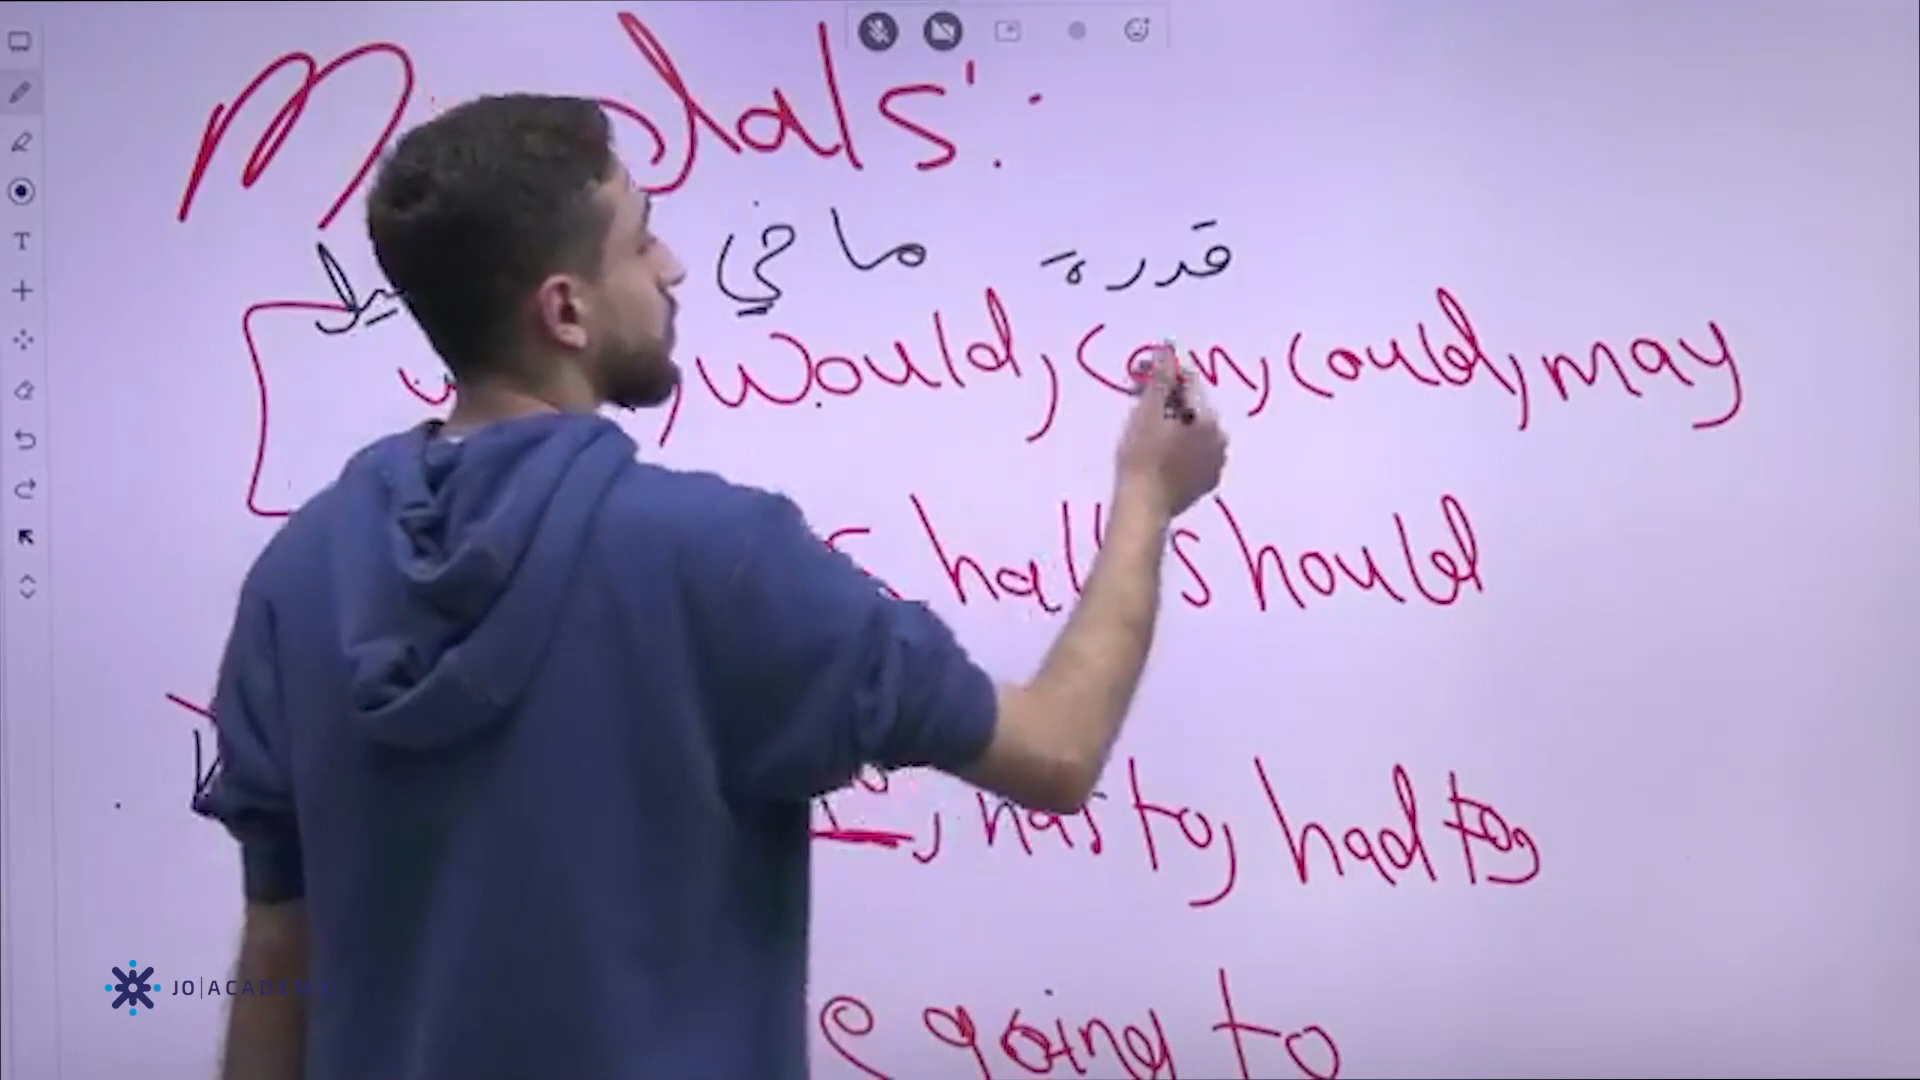 Modals:
ماضي قدرة
would, can, could, may
shall should
, has to, had to,
going to
JO|ACADEMY